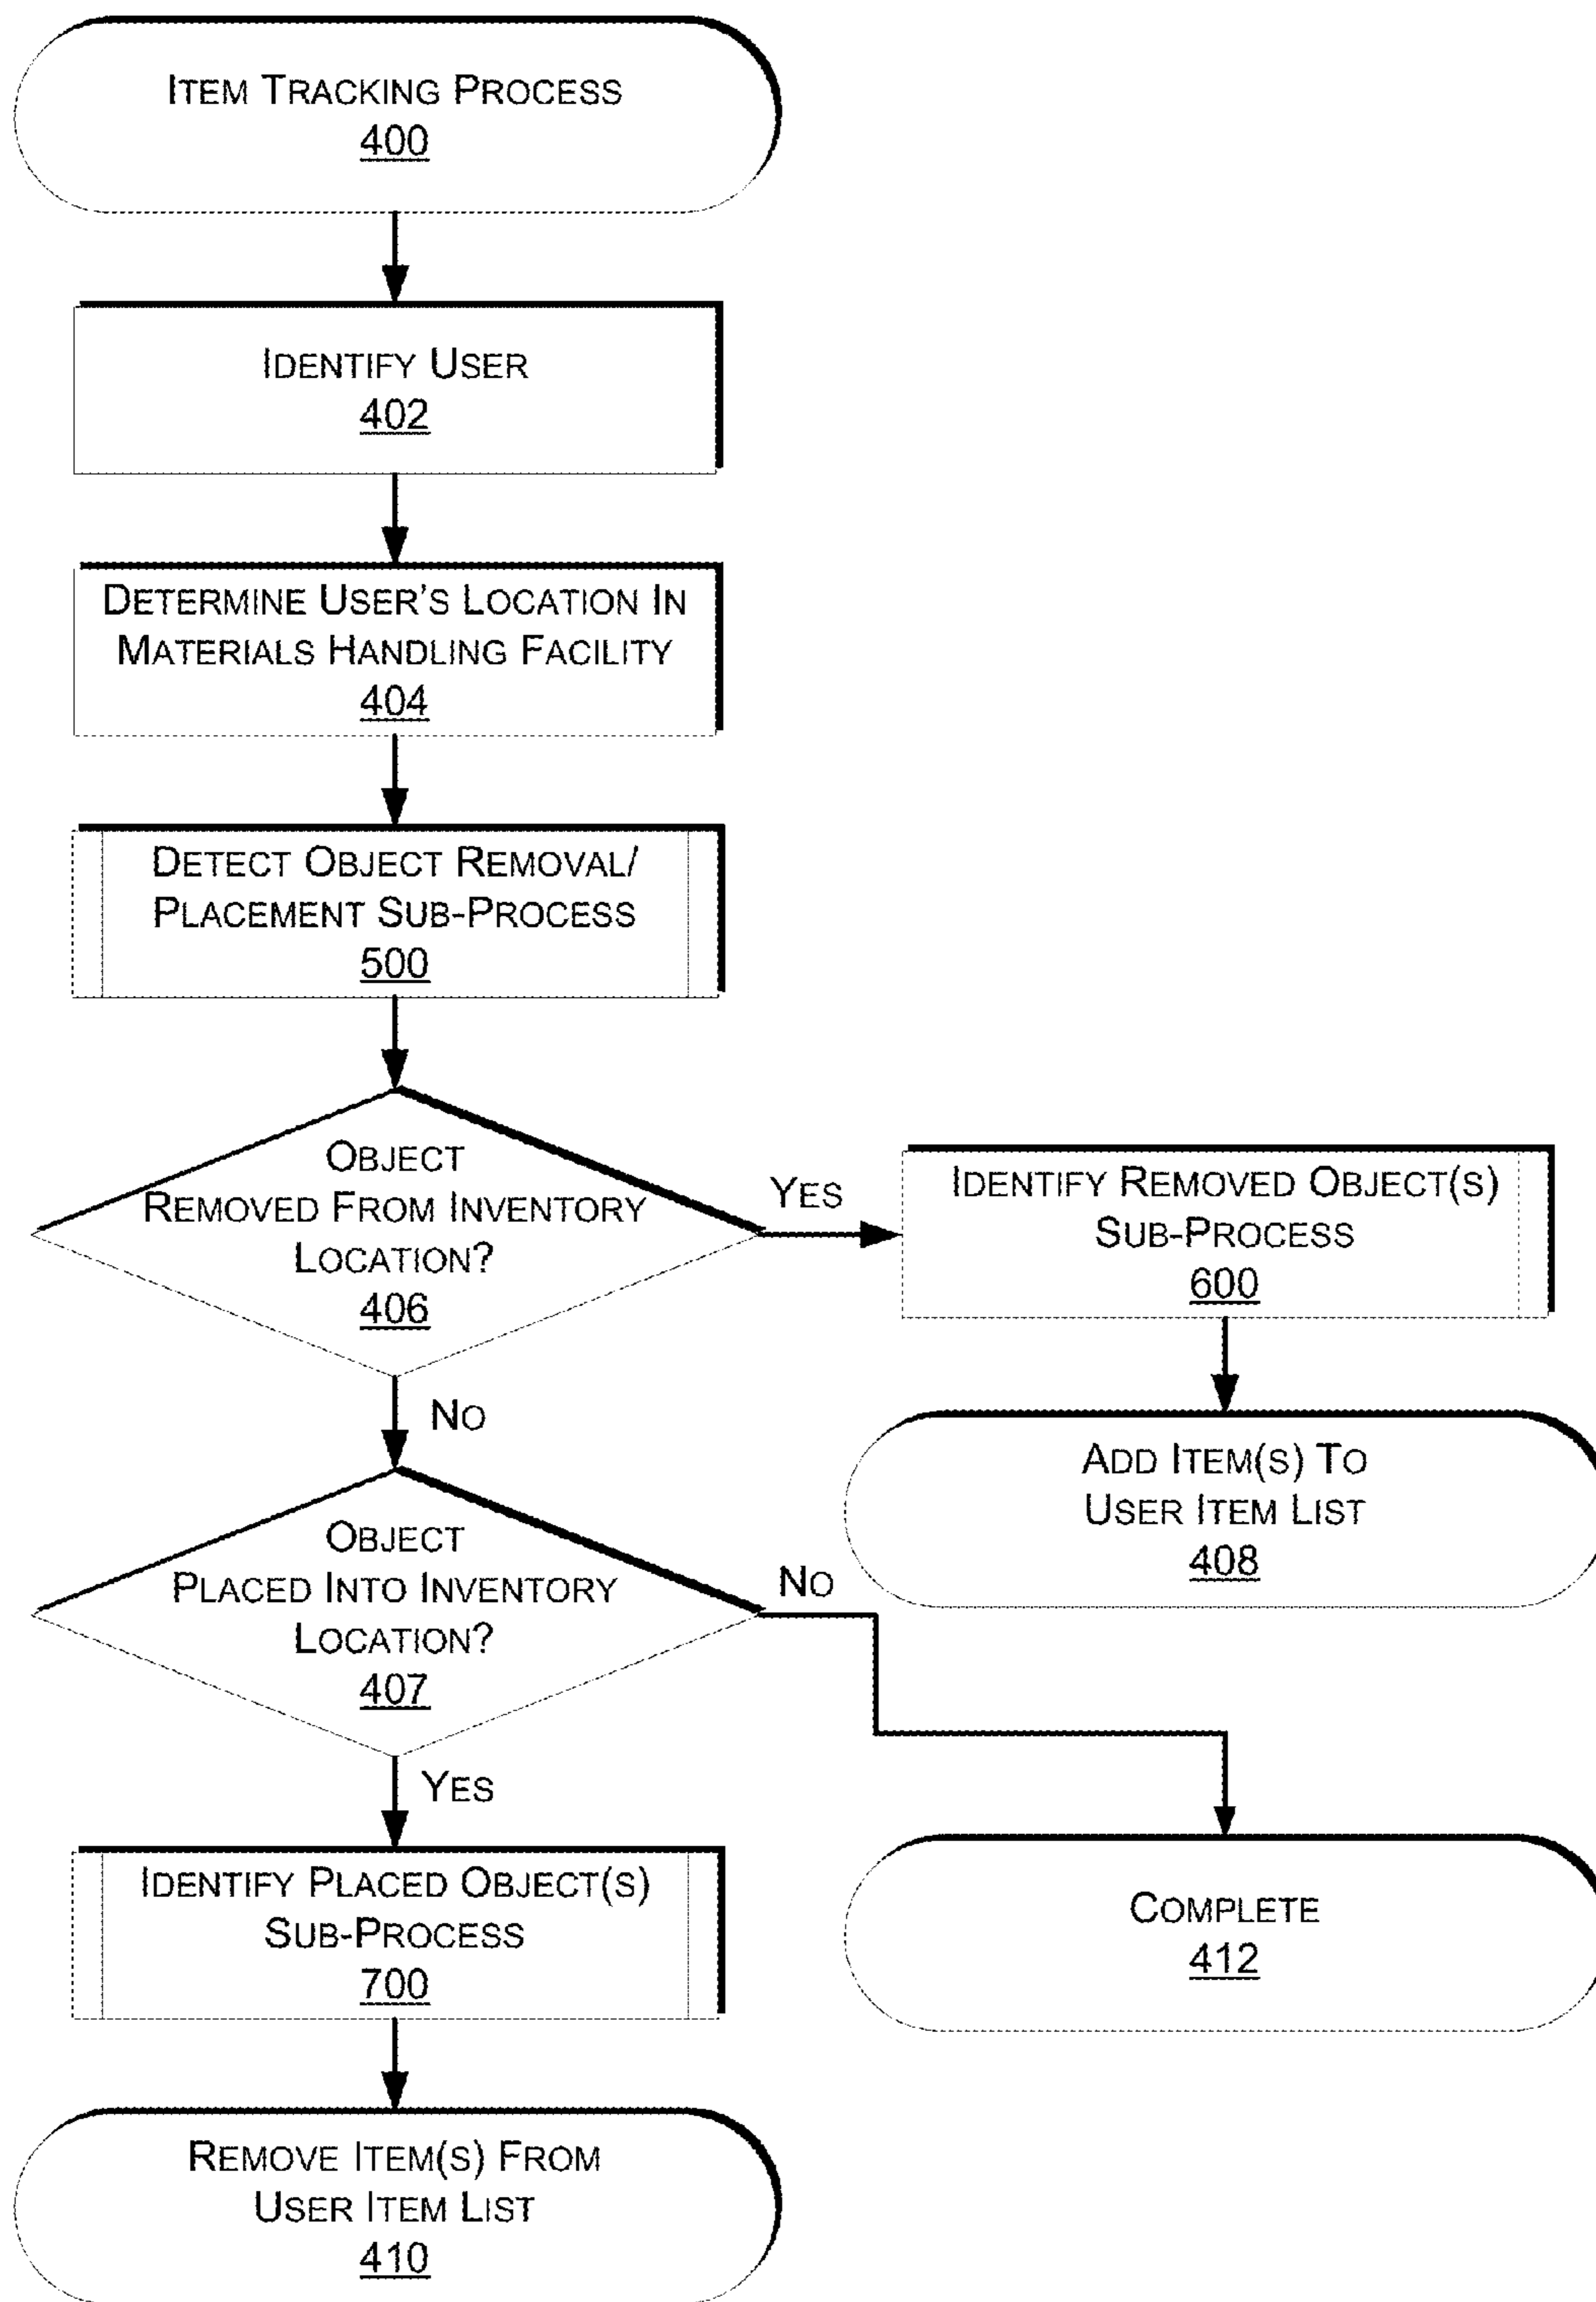 ITEM TRACKING PROCESS
400
IDENTIFY USER
402
DETERMINE USER'S LOCATION IN
MATERIALS HANDLING FACILITY
404
DETECT OBJECT REMOVAL/
PLACEMENT SUB-PROCESS
500
OBJECT
REMOVED FROM INVENTORY
LOCATION?
406
YES
IDENTIFY REMOVED OBJECT(S)
SUB-PROCESS
600
NO
ADD ITEM(S) TO
USER ITEM LIST
408
OBJECT
PLACED INTO INVENTORY
LOCATION?
407
NO
YES
IDENTIFY PLACED OBJECT(S)
SUB-PROCESS
700
COMPLETE
412
REMOVE ITEM(S) FROM
USER ITEM LIST
410